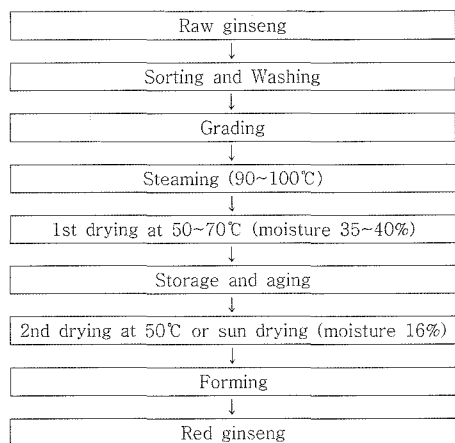 Raw ginseng
↓
Sorting and Washing
↓
Grading
↓
Steaming (90~100℃)
↓
1st drying at 50~70℃ (moisture 35~40%)
↓
Storage and aging
↓
2nd drying at 50℃ or sun drying (moisture 16%)
↓
Forming
↓
Red ginseng